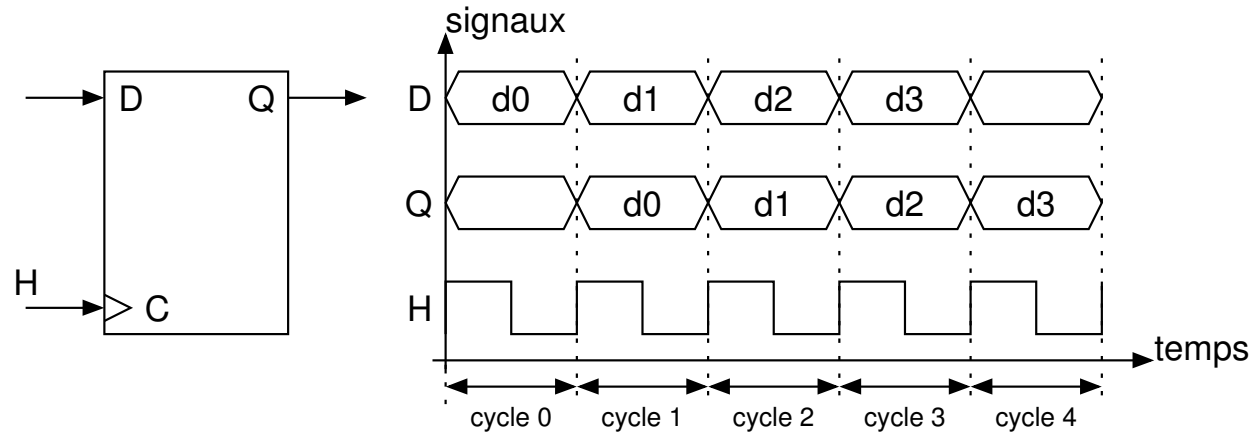 signaux
D Q
H
C
D d0 d1 d2 d3
Q d0 d1 d2 d3
H
temps
cycle 0 cycle 1 cycle 2 cycle 3 cycle 4